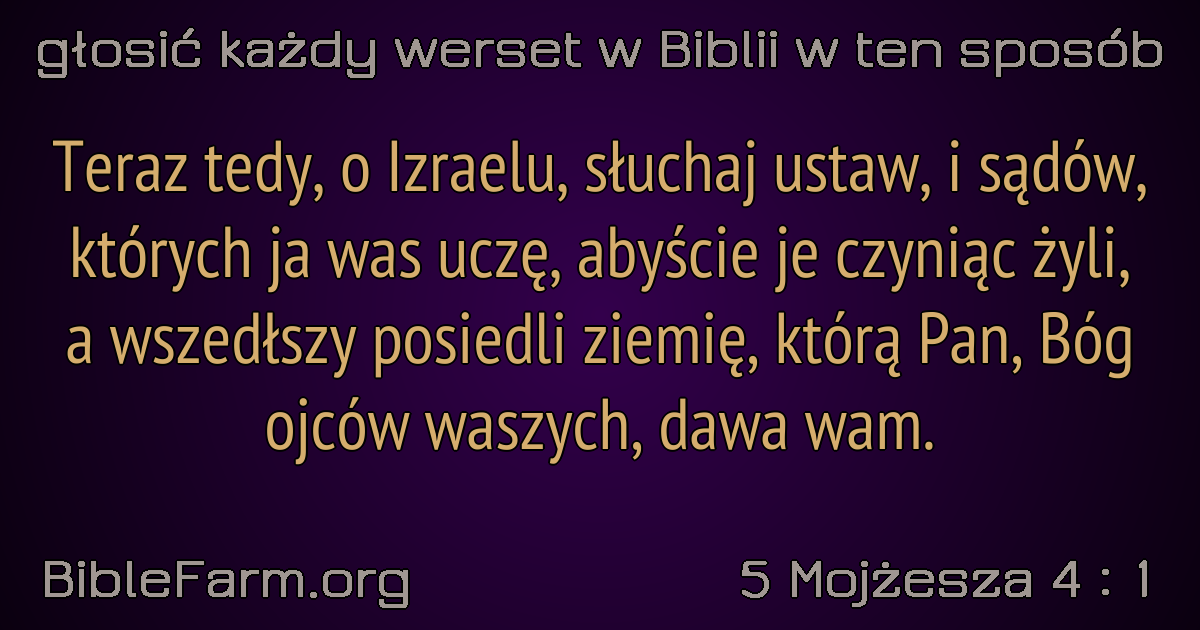 głosić każdy werset w Biblii w ten sposób
Teraz tedy, o Izraelu, słuchaj ustaw, i sądów,
których ja was uczę, abyście je czyniąc żyli,
a wszedłszy posiedli ziemię, którą Pan, Bóg
ojców waszych, dawa wam.
BibleFarm.org
5 Mojżesza 4 : 1